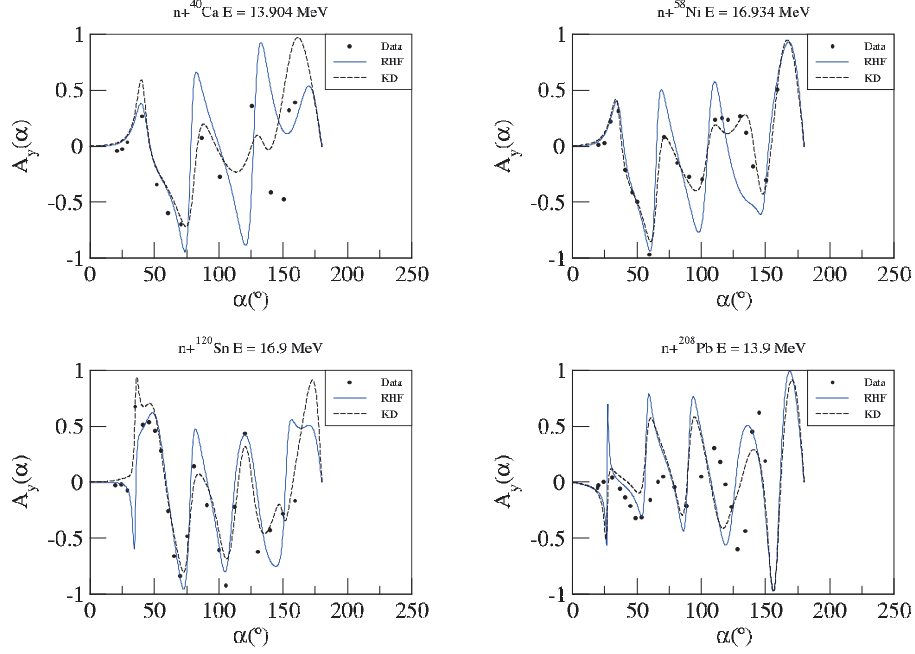 n+⁴⁰Ca E = 13.904 MeV
1
0.5
0
-0.5
-1
A_y(α)
Data
RHF
KD
0 50 100 150 200 250
α(°)
n+⁵⁸Ni E = 16.934 MeV
1
0.5
0
-0.5
-1
A_y(α)
Data
RHF
KD
0 50 100 150 200 250
α(°)
n+¹²⁰Sn E = 16.9 MeV
1
0.5
0
-0.5
-1
A_y(α)
Data
RHF
KD
0 50 100 150 200 250
α(°)
n+²⁰⁸Pb E = 13.9 MeV
1
0.5
0
-0.5
-1
A_y(α)
Data
RHF
KD
0 50 100 150 200 250
α(°)